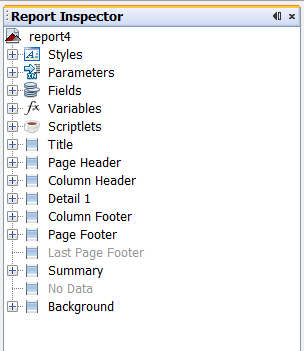 Report Inspector
report4
Styles
Parameters
Fields
fx Variables
Scriptlets
Title
Page Header
Column Header
Detail 1
Column Footer
Page Footer
Last Page Footer
Summary
No Data
Background